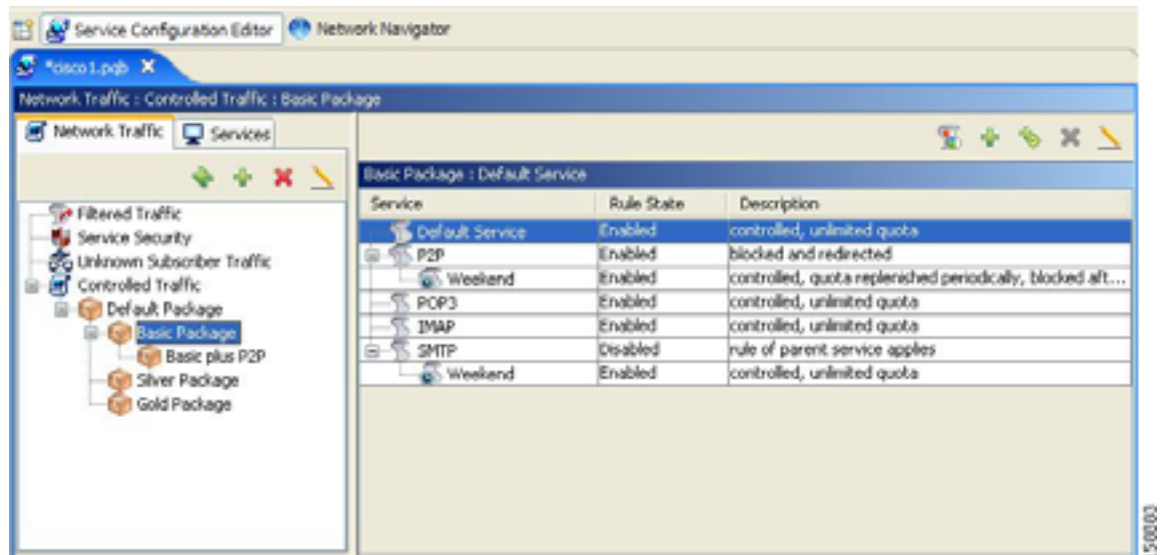 Service Configuration Editor Network Navigator
*cisco1.pqb
Network Traffic : Controlled Traffic : Basic Package
Network Traffic Services
Basic Package : Default Service
Service Rule State Description
Filtered Traffic
Service Security
Unknown Subscriber Traffic
Controlled Traffic
Default Package
Basic Package
Basic plus P2P
Silver Package
Gold Package
Default Service Enabled controlled, unlimited quota
P2P Enabled blocked and redirected
Weekend Enabled controlled, quota replenished periodically, blocked aft...
POP3 Enabled controlled, unlimited quota
IMAP Enabled controlled, unlimited quota
SMTP Disabled rule of parent service applies
Weekend Enabled controlled, unlimited quota